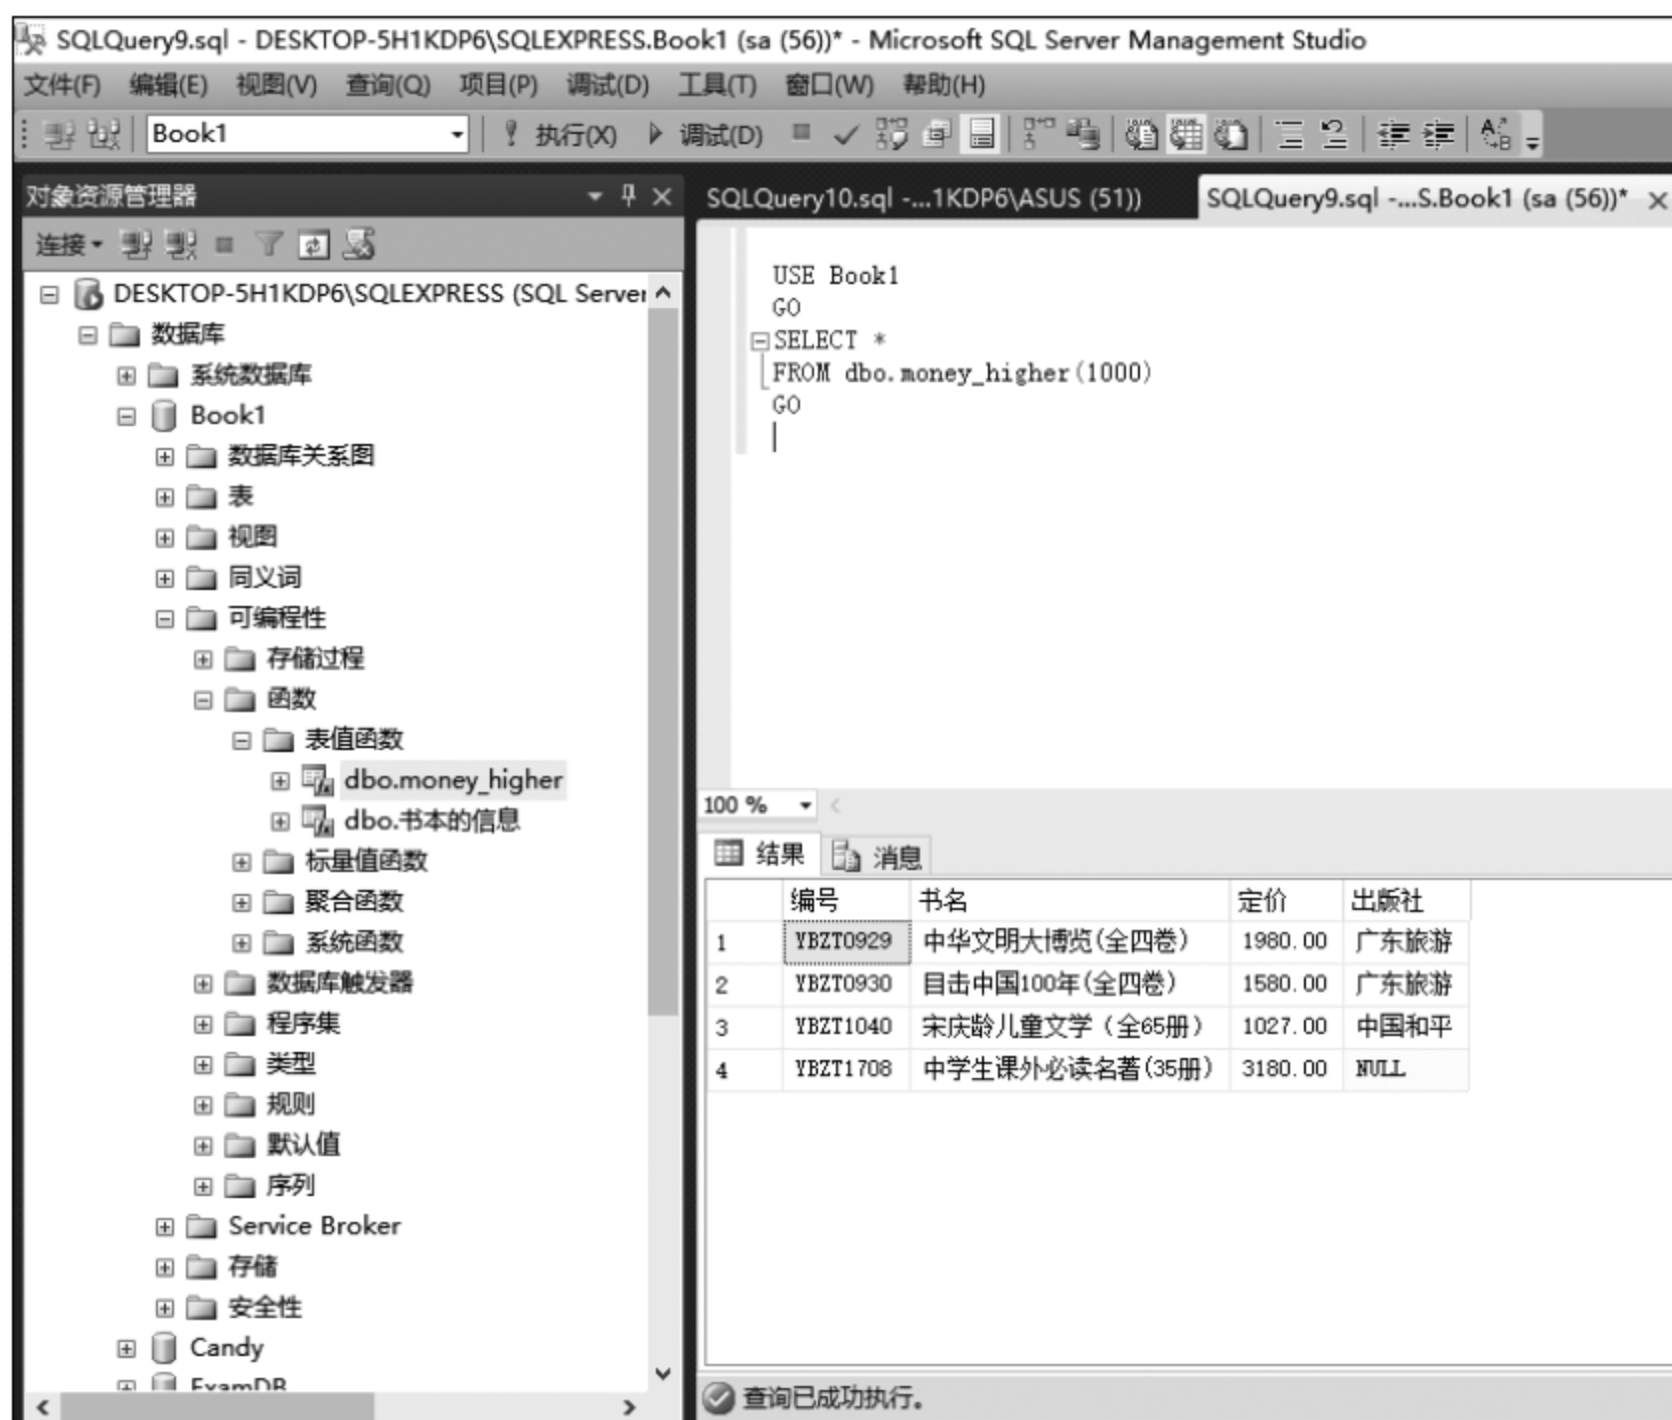 SQLQuery9.sql - DESKTOP-5H1KDP6\SQLEXPRESS.Book1 (sa (56))* - Microsoft SQL Server Management Studio
文件(F) 编辑(E) 视图(V) 查询(Q) 项目(P) 调试(D) 工具(T) 窗口(W) 帮助(H)
Book1 执行(X) 调试(D)
对象资源管理器
连接
DESKTOP-5H1KDP6\SQLEXPRESS (SQL Server
数据库
系统数据库
Book1
数据库关系图
表
视图
同义词
可编程性
存储过程
函数
表值函数
dbo.money_higher
dbo.书本的信息
标量值函数
聚合函数
系统函数
数据库触发器
程序集
类型
规则
默认值
序列
Service Broker
存储
安全性
Candy
ExamDB
SQLQuery10.sql -...1KDP6\ASUS (51)) SQLQuery9.sql -...S.Book1 (sa (56))*
USE Book1
GO
SELECT *
FROM dbo.money_higher(1000)
GO
100 %
结果 消息
编号 书名 定价 出版社
1 YBZT0929 中华文明大博览(全四卷) 1980.00 广东旅游
2 YBZT0930 目击中国100年(全四卷) 1580.00 广东旅游
3 YBZT1040 宋庆龄儿童文学（全65册） 1027.00 中国和平
4 YBZT1708 中学生课外必读名著(35册) 3180.00 NULL
查询已成功执行。